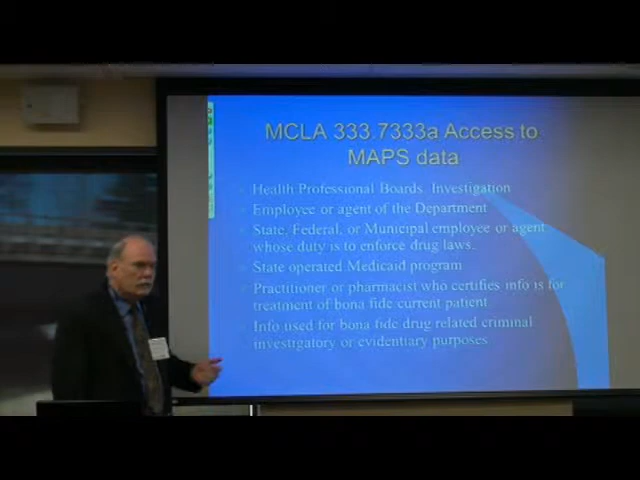 MCLA 333.7333a Access to
MAPS data
Health Professional Boards Investigation
Employee or agent of the Department
State, Federal, or Municipal employee or agent
whose duty is to enforce drug laws.
State operated Medicaid program
Practitioner or pharmacist who certifies info is for
treatment of bona fide current patient
Info used for bona fide drug related criminal
investigatory or evidentiary purposes